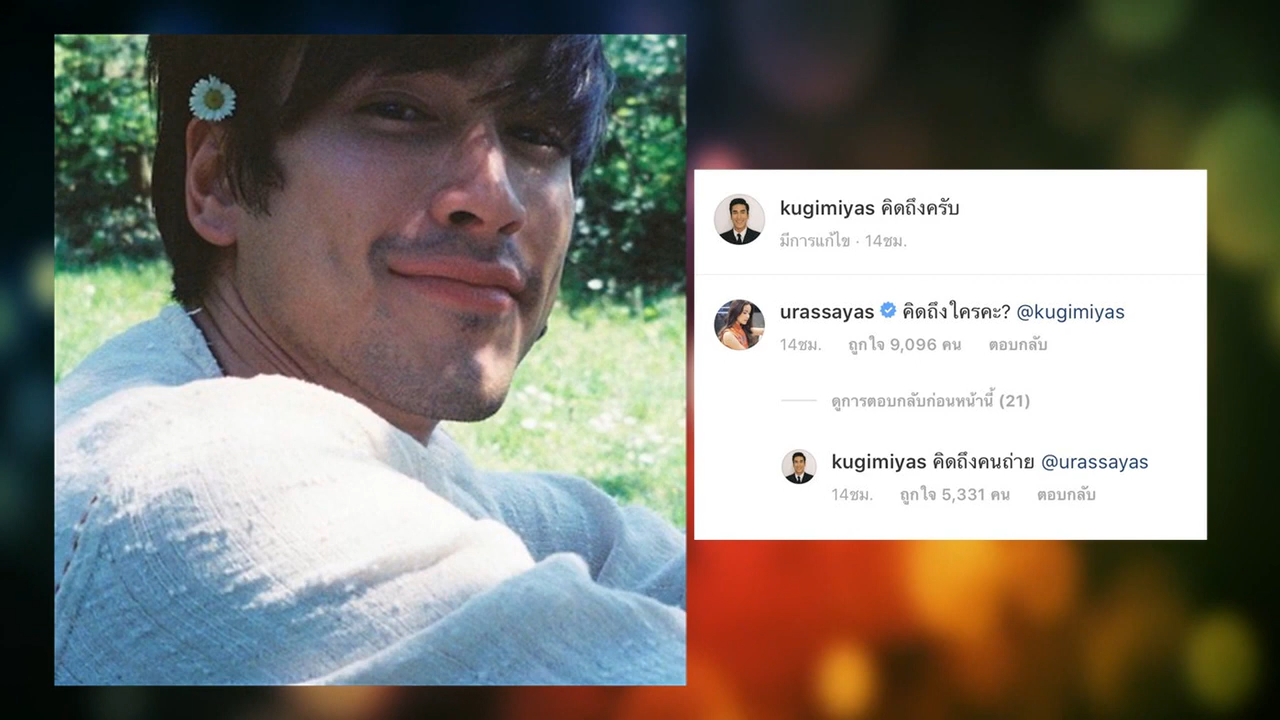 kugimiyas คิดถึงครับ
มีการแก้ไข · 14ชม.
urassayas คิดถึงใครคะ? @kugimiyas
14ชม. ถูกใจ 9,096 คน ตอบกลับ
ดูการตอบกลับก่อนหน้านี้ (21)
kugimiyas คิดถึงคนถ่าย @urassayas
14ชม. ถูกใจ 5,331 คน ตอบกลับ